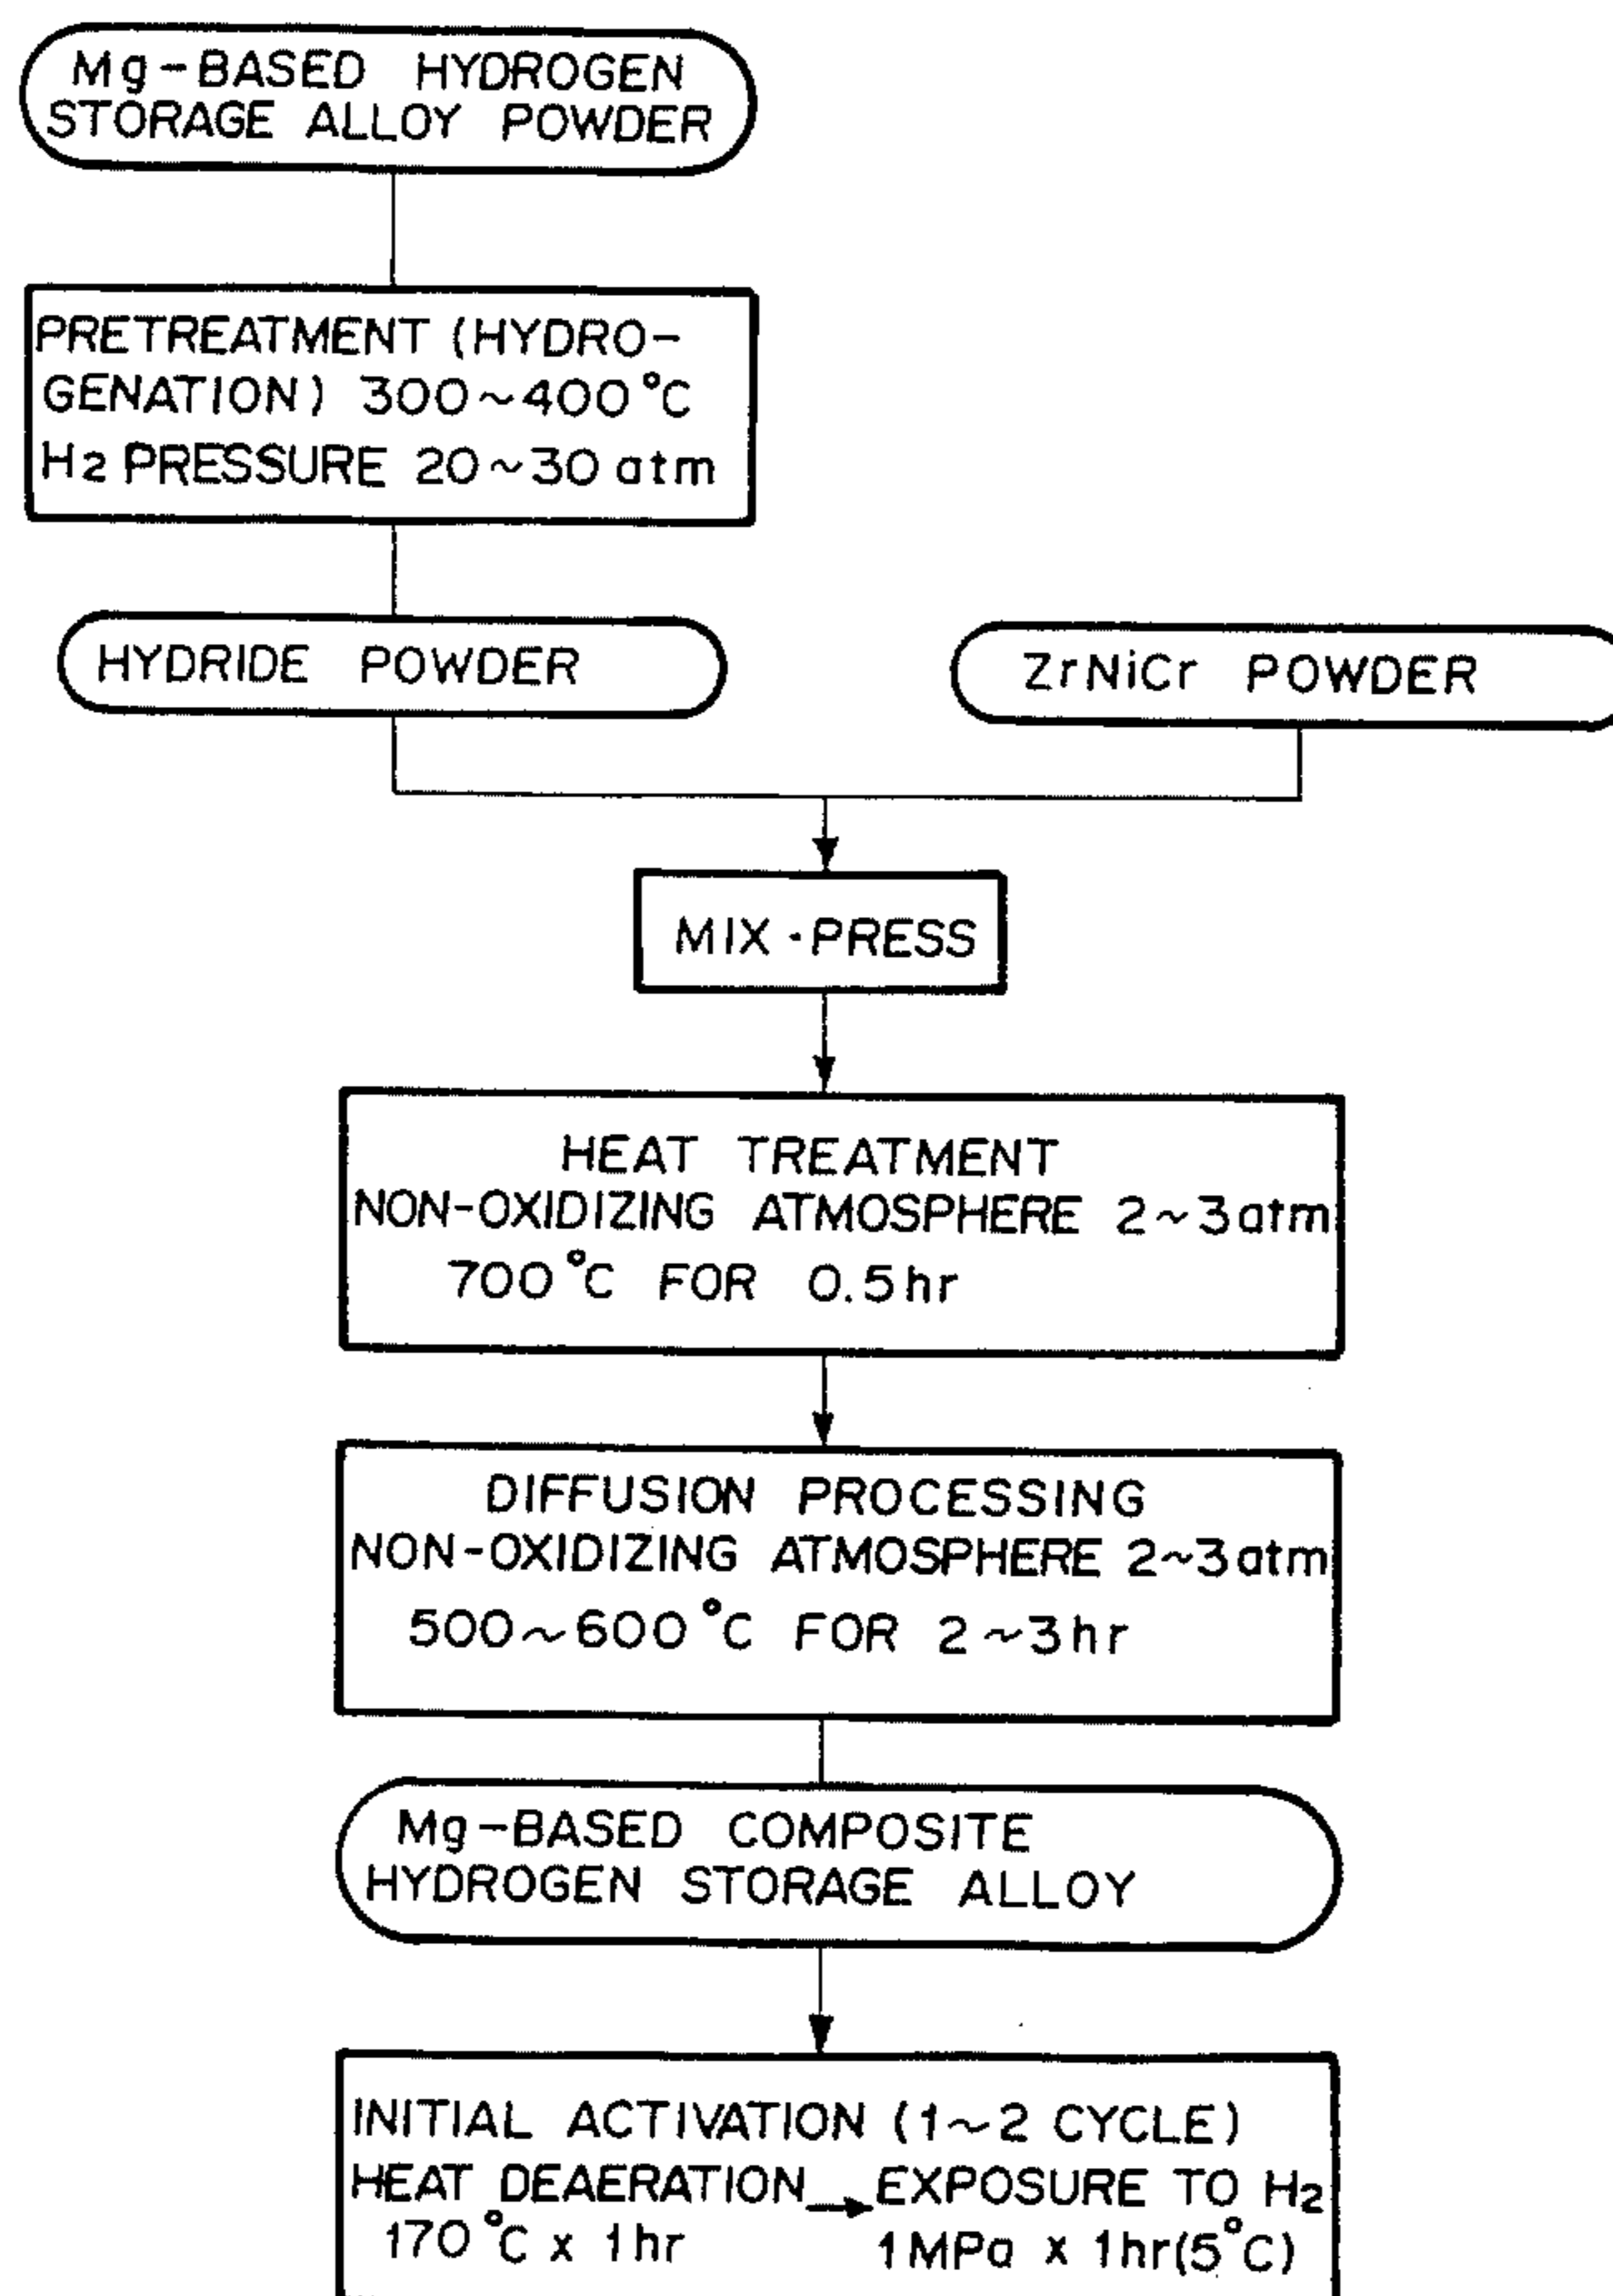 Mg-BASED HYDROGEN
STORAGE ALLOY POWDER
PRETREATMENT (HYDRO-
GENATION) 300~400°C
H2 PRESSURE 20~30 atm
HYDRIDE POWDER
ZrNiCr POWDER
MIX·PRESS
HEAT TREATMENT
NON-OXIDIZING ATMOSPHERE 2~3atm
700°C FOR 0.5hr
DIFFUSION PROCESSING
NON-OXIDIZING ATMOSPHERE 2~3atm
500~600°C FOR 2~3hr
Mg-BASED COMPOSITE
HYDROGEN STORAGE ALLOY
INITIAL ACTIVATION (1~2 CYCLE)
HEAT DEAERATION → EXPOSURE TO H2
170°C x 1hr 1MPa x 1hr(5°C)